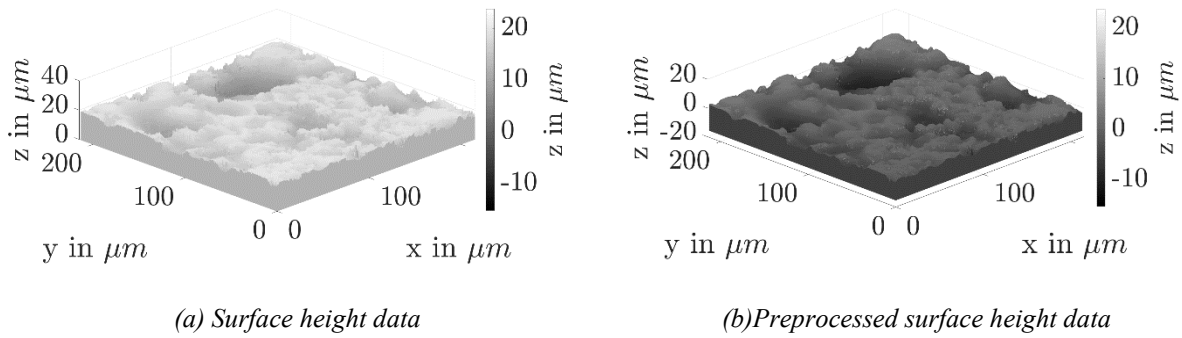 20
10
0
-10
z in μm
40
20
0
z in μm
200
100
0
y in μm
0
100
x in μm
(a) Surface height data
20
10
0
-10
z in μm
20
0
-20
z in μm
200
100
0
y in μm
0
100
x in μm
(b)Preprocessed surface height data